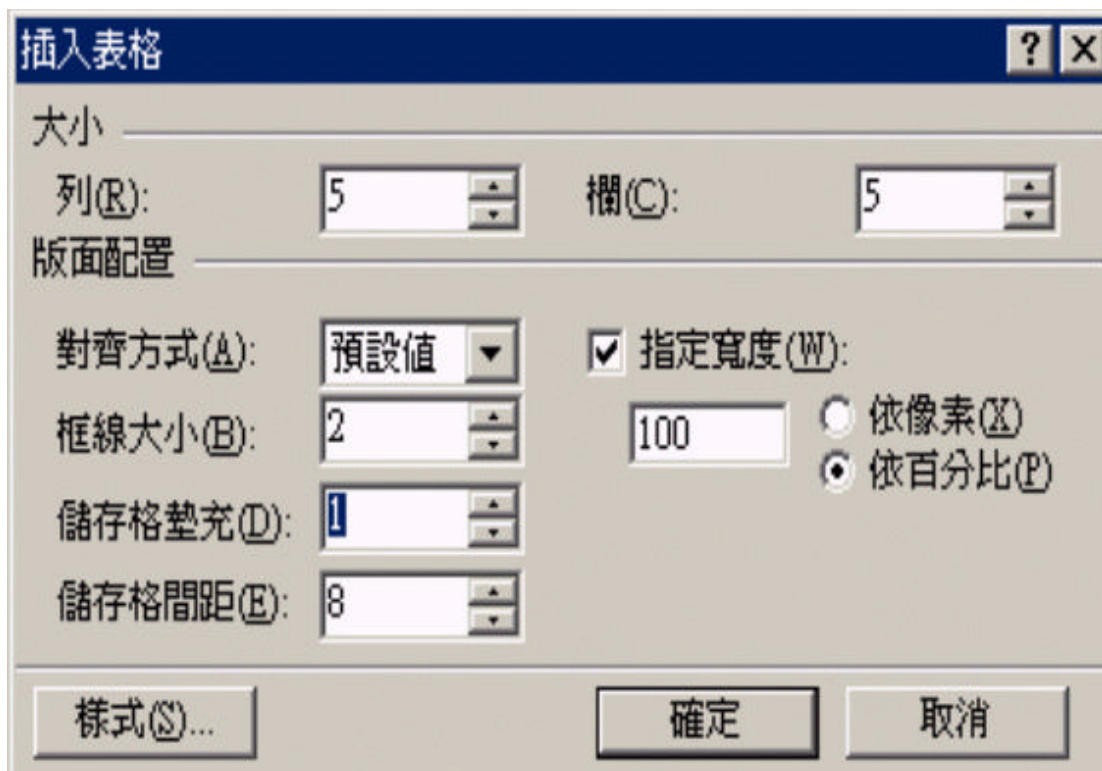 插入表格
大小
列(R): 5 欄(C): 5
版面配置
對齊方式(A): 預設值 指定寬度(W):
框線大小(B): 2 100 依像素(X)
依百分比(P)
儲存格墊充(D): 1
儲存格間距(E): 8
樣式(S)... 確定 取消